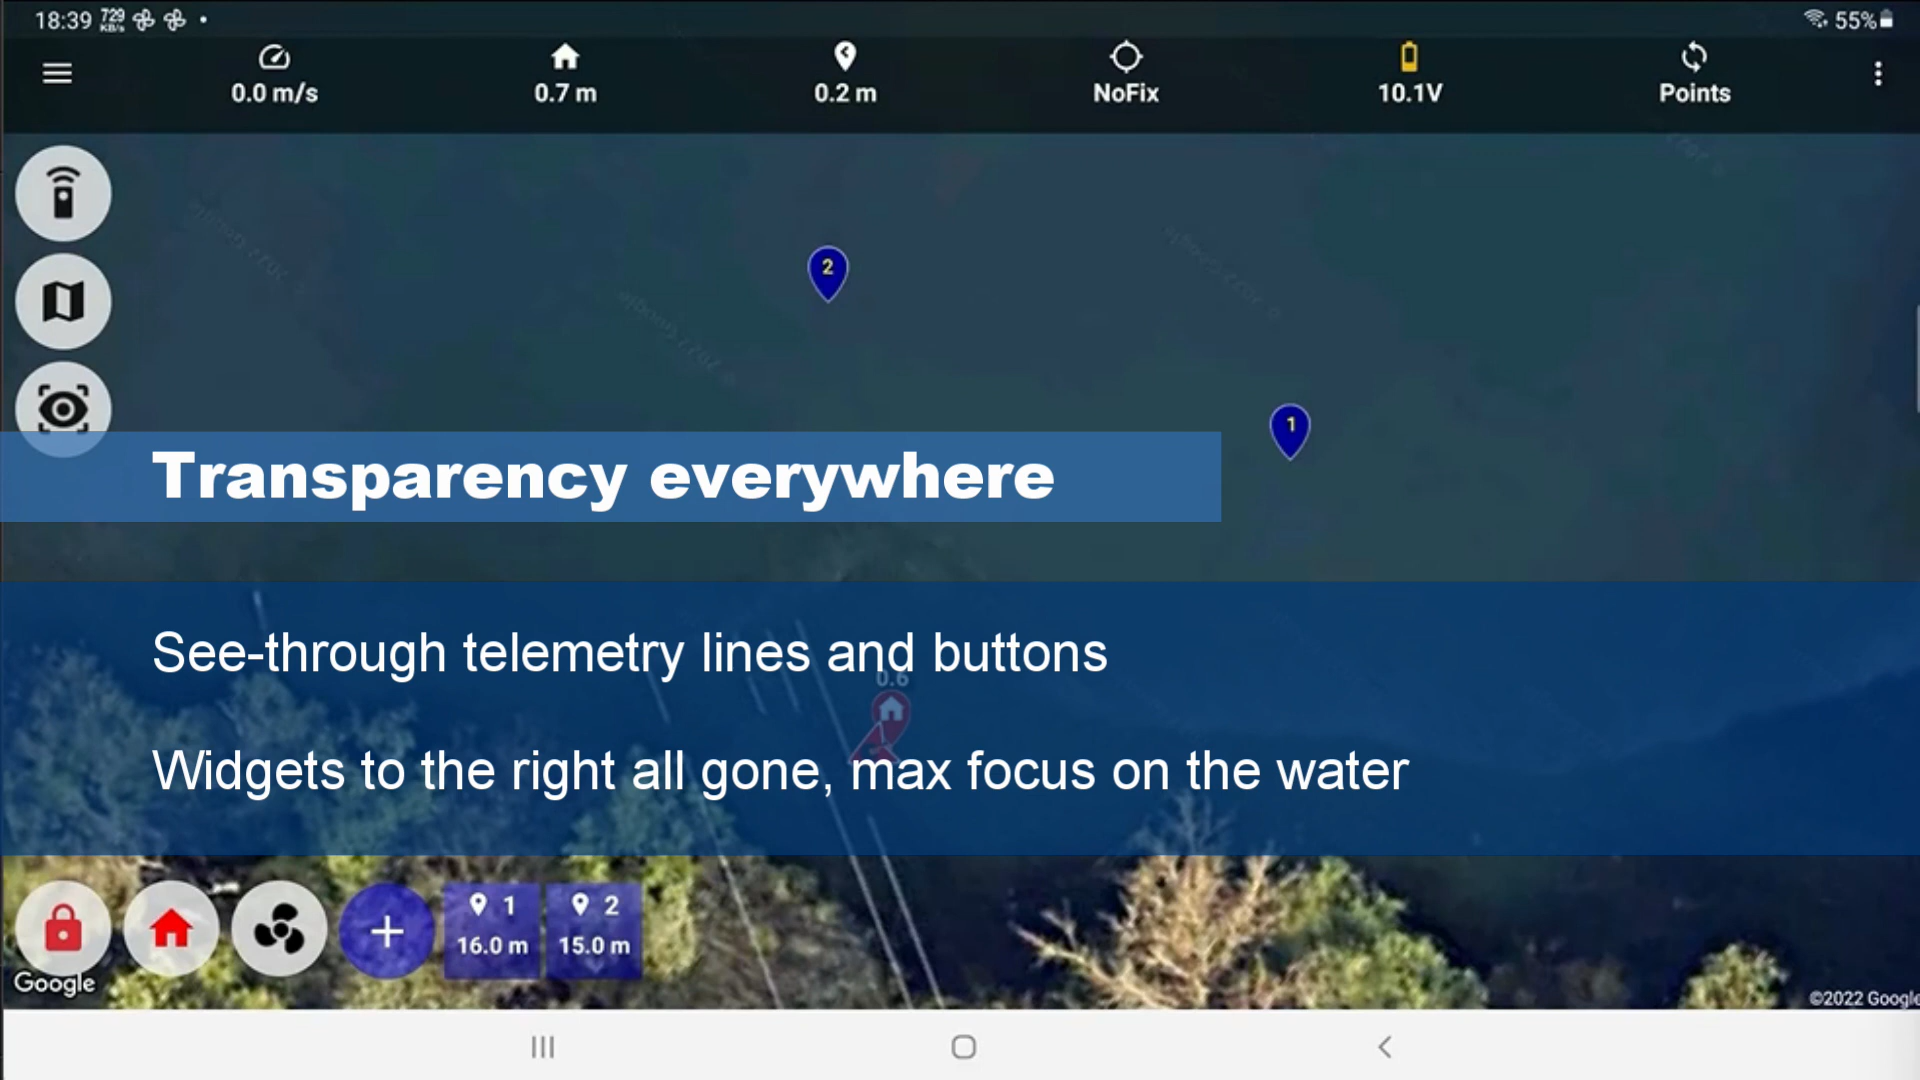 18:39 729 KB/s 55%
0.0 m/s 0.7 m 0.2 m NoFix 10.1V Points
2
1
Transparency everywhere
See-through telemetry lines and buttons
0.6
Widgets to the right all gone, max focus on the water
1 2
16.0 m 15.0 m
Google
©2022 Google